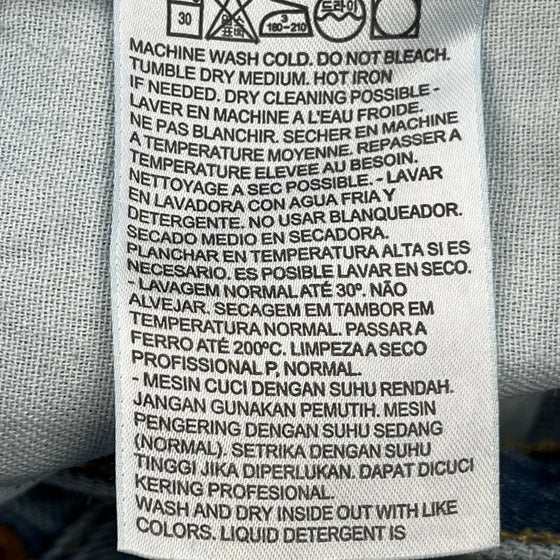 30 표백 3 180~210 드라이
MACHINE WASH COLD. DO NOT BLEACH.
TUMBLE DRY MEDIUM. HOT IRON
IF NEEDED. DRY CLEANING POSSIBLE -
LAVER EN MACHINE A L'EAU FROIDE.
NE PAS BLANCHIR. SECHER EN MACHINE
A TEMPERATURE MOYENNE. REPASSER A
TEMPERATURE ELEVEE AU BESOIN.
NETTOYAGE A SEC POSSIBLE. - LAVAR
EN LAVADORA CON AGUA FRIA Y
DETERGENTE. NO USAR BLANQUEADOR.
SECADO MEDIO EN SECADORA.
PLANCHAR EN TEMPERATURA ALTA SI ES
NECESARIO. ES POSIBLE LAVAR EN SECO.
- LAVAGEM NORMAL ATÉ 30º. NÃO
ALVEJAR. SECAGEM EM TAMBOR EM
TEMPERATURA NORMAL. PASSAR A
FERRO ATÉ 200ºC. LIMPEZA A SECO
PROFISSIONAL P, NORMAL.
- MESIN CUCI DENGAN SUHU RENDAH.
JANGAN GUNAKAN PEMUTIH. MESIN
PENGERING DENGAN SUHU SEDANG
(NORMAL). SETRIKA DENGAN SUHU
TINGGI JIKA DIPERLUKAN. DAPAT DICUCI
KERING PROFESIONAL.
WASH AND DRY INSIDE OUT WITH LIKE
COLORS. LIQUID DETERGENT IS